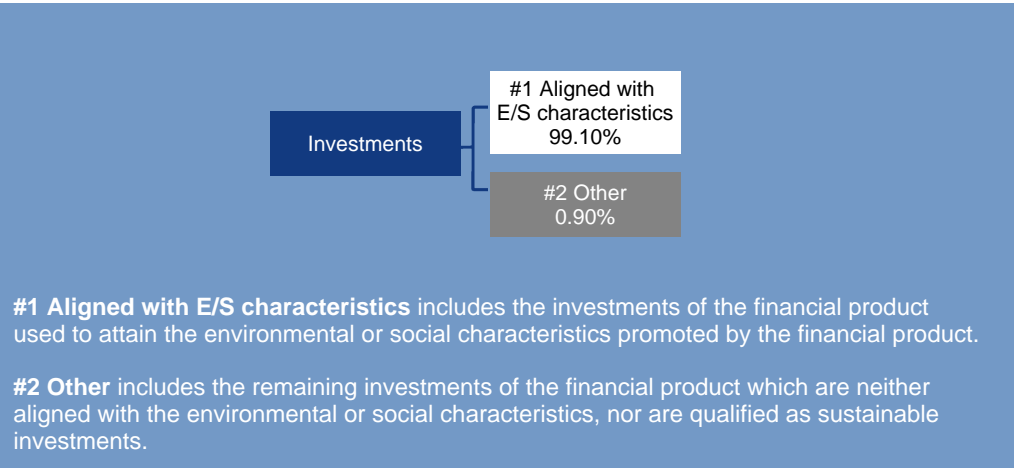 Investments
#1 Aligned with
E/S characteristics
99.10%
#2 Other
0.90%
#1 Aligned with E/S characteristics includes the investments of the financial product
used to attain the environmental or social characteristics promoted by the financial product.
#2 Other includes the remaining investments of the financial product which are neither
aligned with the environmental or social characteristics, nor are qualified as sustainable
investments.